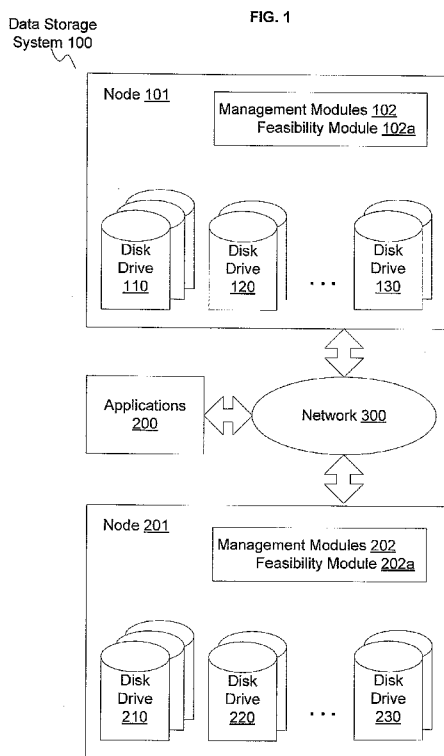 FIG. 1
Data Storage
System 100
Node 101
Management Modules 102
Feasibility Module 102a
Disk
Drive
110
Disk
Drive
120
. . .
Disk
Drive
130
Applications
200
Network 300
Node 201
Management Modules 202
Feasibility Module 202a
Disk
Drive
210
Disk
Drive
220
. . .
Disk
Drive
230